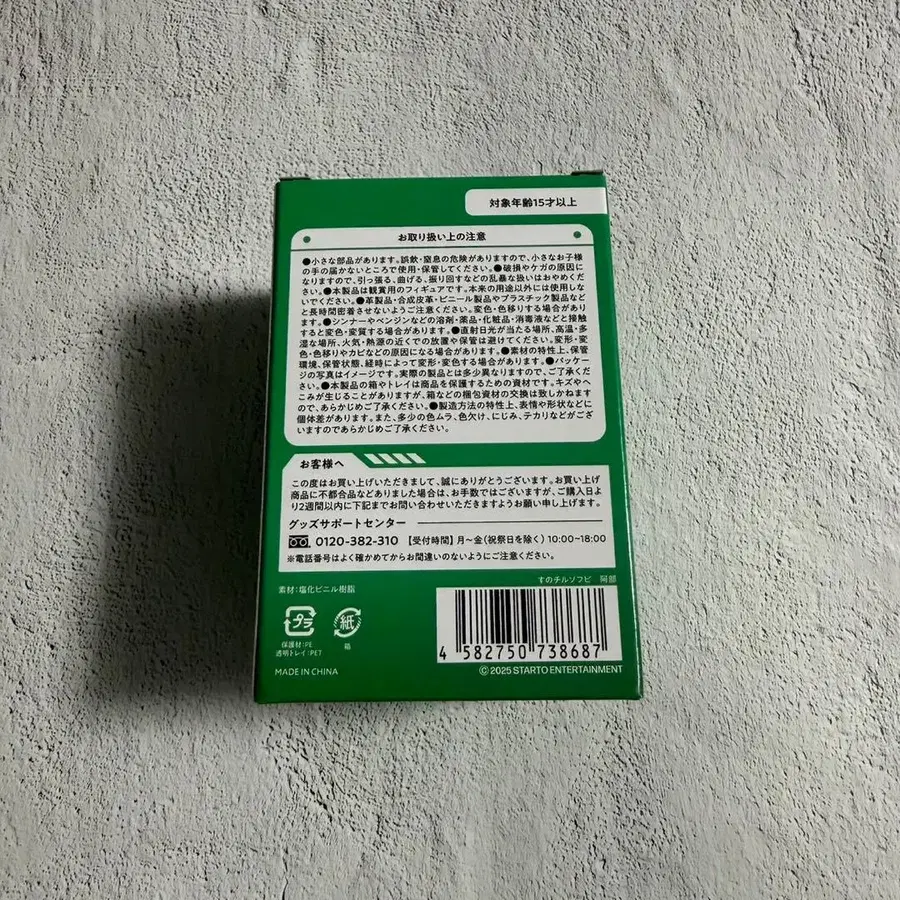 対象年齢15才以上
お取り扱い上の注意
●小さな部品があります。誤飲・窒息の危険がありますので、小さなお子様
の手の届かないところで使用・保管してください。●破損やケガの原因に
なりますので、引っ張る、曲げる、振り回すなどの乱暴な扱いはおやめくださ
い。●本製品は観賞用のフィギュアです。本来の用途以外には使用しな
いでください。●革製品・合成皮革・ビニール製品やプラスチック製品など
と長時間密着させないようご注意ください。変色・色移りする場合がありま
す。●シンナーやベンジンなどの溶剤・薬品・化粧品・消毒液などと接触
すると変色・変質する場合があります。●直射日光が当たる場所、高温・多
湿な場所、火気・熱源の近くでの放置や保管は避けてください。変形・変
色・色移りやカビなどの原因になる場合があります。●素材の特性上、保管
環境、保管状態、経時によって変形・変色する場合があります。●パッケー
ジの写真はイメージです。実際の製品とは多少異なりますので、ご了承くだ
さい。●本製品の箱やトレイは商品を保護するための資材です。キズやへ
こみが生じることがありますが、箱などの梱包資材の交換は致しかねます
ので、あらかじめご了承ください。●製造方法の特性上、表情や形状などに
個体差があります。また、多少の色ムラ、色欠け、にじみ、テカリなどがござ
いますのであらかじめご了承ください。
お客様へ
この度はお買い上げいただきまして、誠にありがとうございます。お買い上げ
商品に不都合品などありました場合は、お手数ではございますが、ご購入日よ
り2週間以内に下記までお問い合わせいただきますようお願い申し上げます。
グッズサポートセンター
0120-382-310 【受付時間】月~金(祝祭日を除く)10:00~18:00
※電話番号はよく確かめてからお間違いのないようにご注意ください。
素材:塩化ビニル樹脂
すのチルソフビ 阿部
プラ
紙
保護材:PE
透明トレイ:PET
箱
4 582750 738687
MADE IN CHINA
©2025 STARTO ENTERTAINMENT